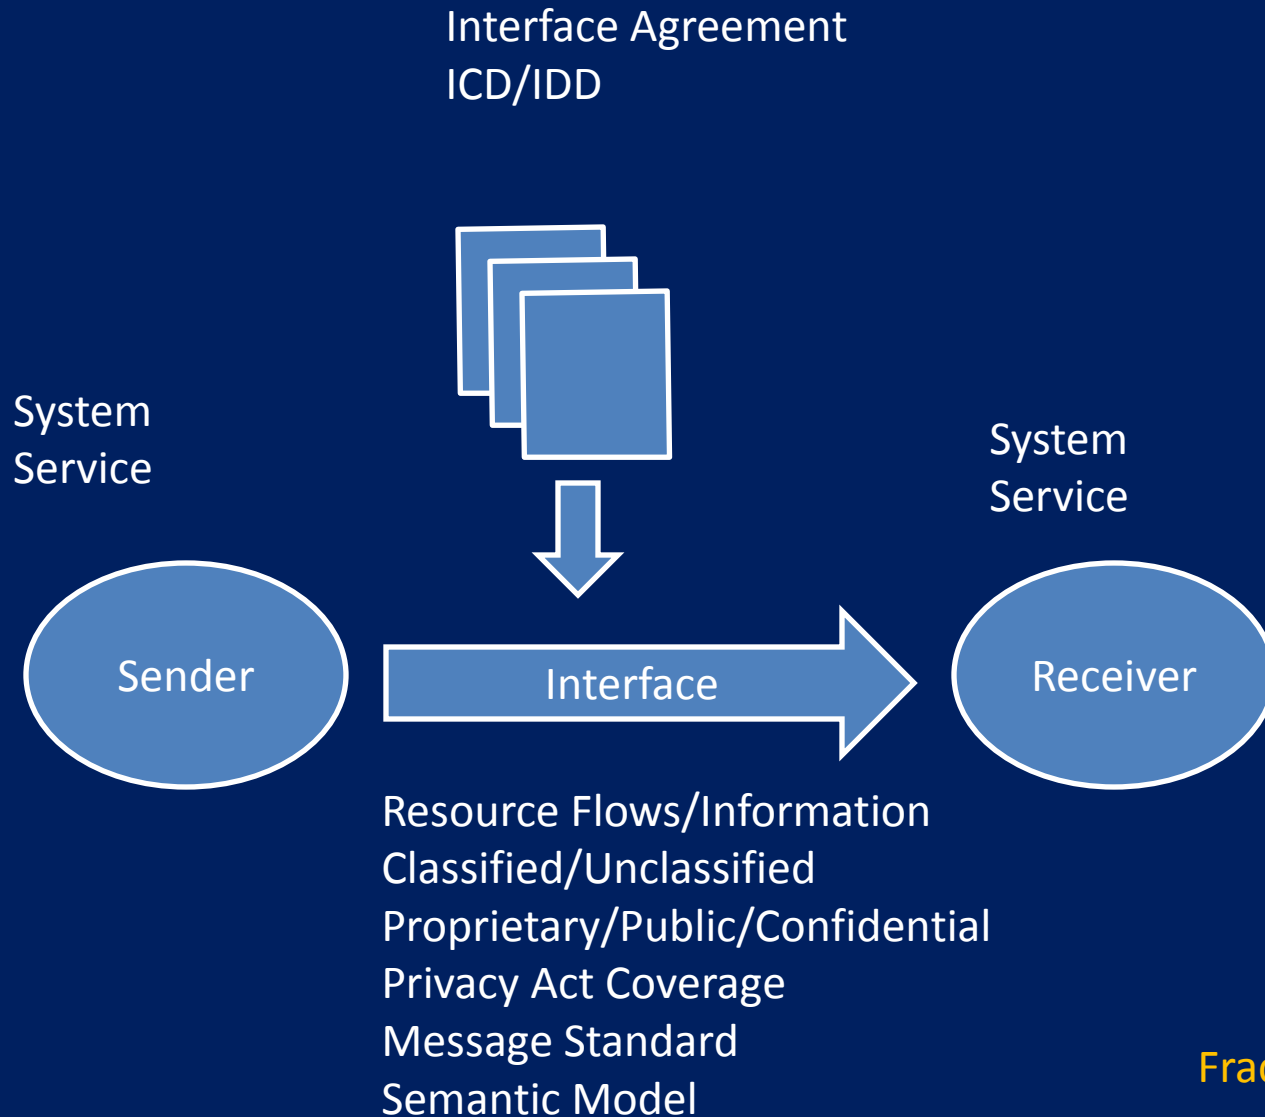 Interface Agreement
ICD/IDD
System
Service
System
Service
Sender
Interface
Receiver
Resource Flows/Information
Classified/Unclassified
Proprietary/Public/Confidential
Privacy Act Coverage
Message Standard
Semantic Model